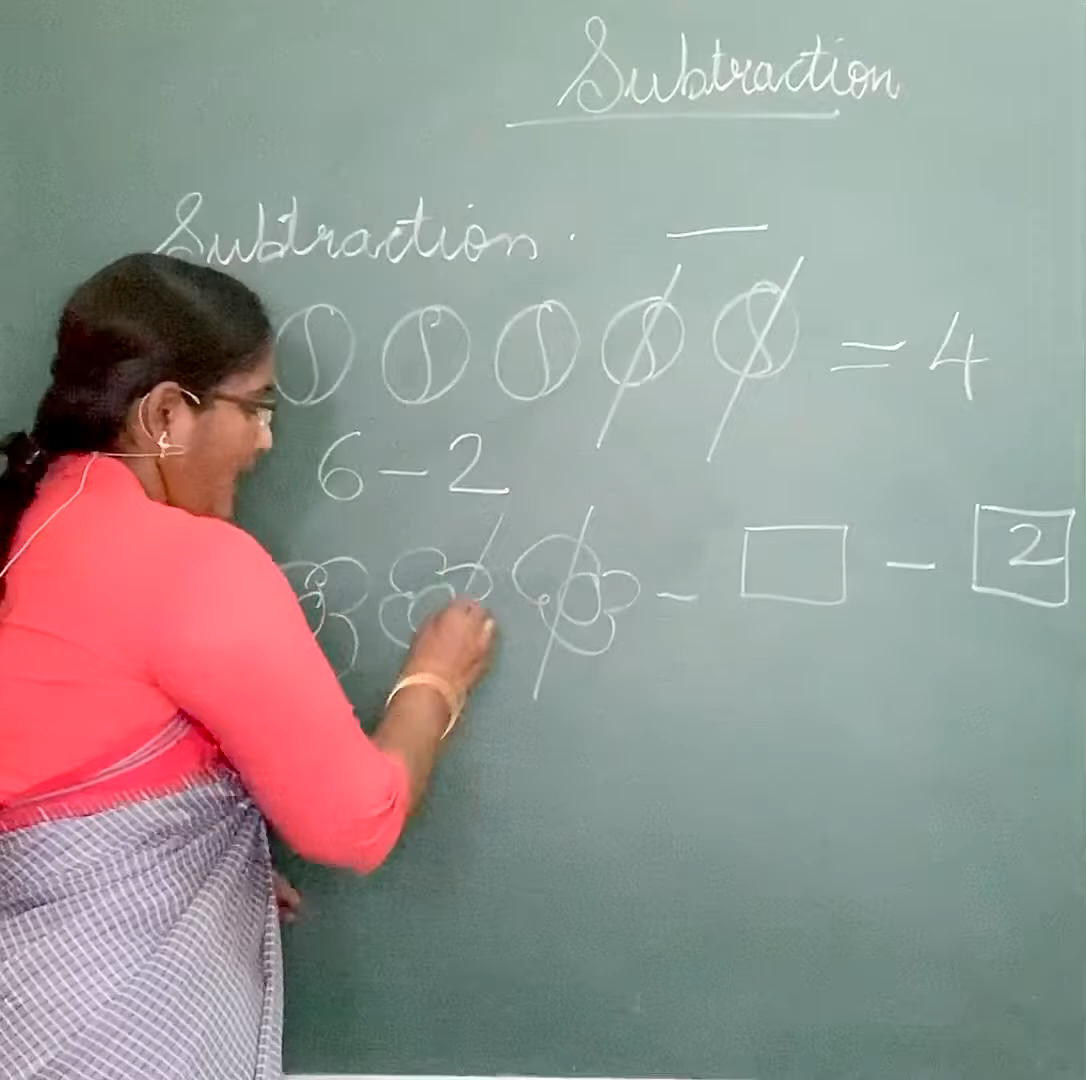 Subtraction
Subtraction. —
= 4
6 - 2
- - 2